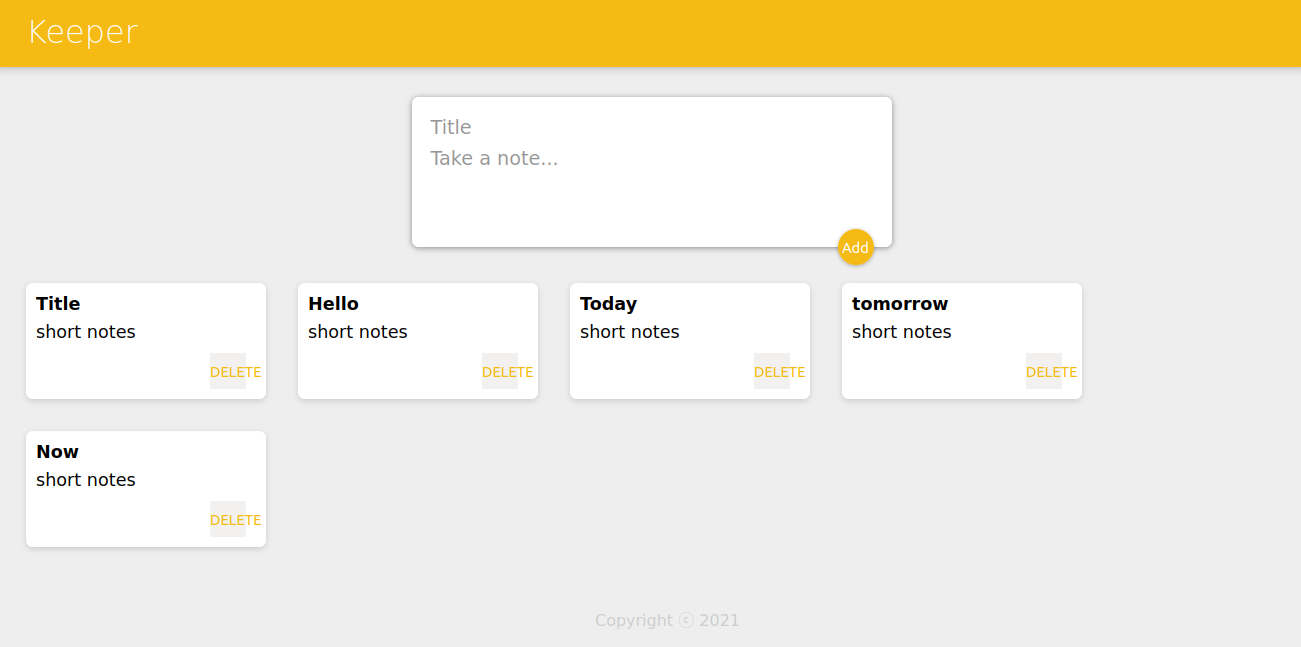 Keeper
Title
Take a note...
Add
Title
short notes
DELETE
Hello
short notes
DELETE
Today
short notes
DELETE
tomorrow
short notes
DELETE
Now
short notes
DELETE
Copyright ⓒ 2021